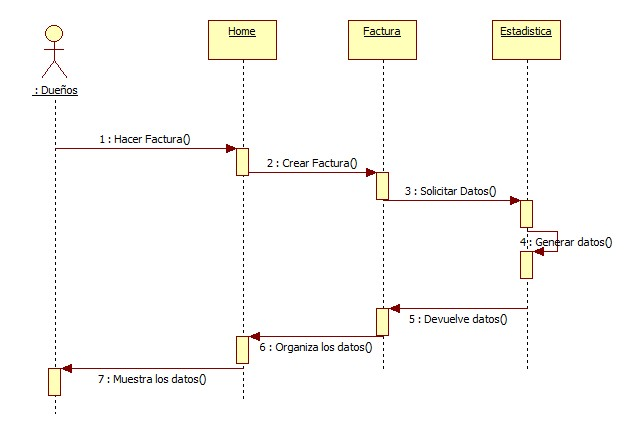 Home
Factura
Estadistica
: Dueños
1 : Hacer Factura()
2 : Crear Factura()
3 : Solicitar Datos()
4 : Generar datos()
5 : Devuelve datos()
6 : Organiza los datos()
7 : Muestra los datos()